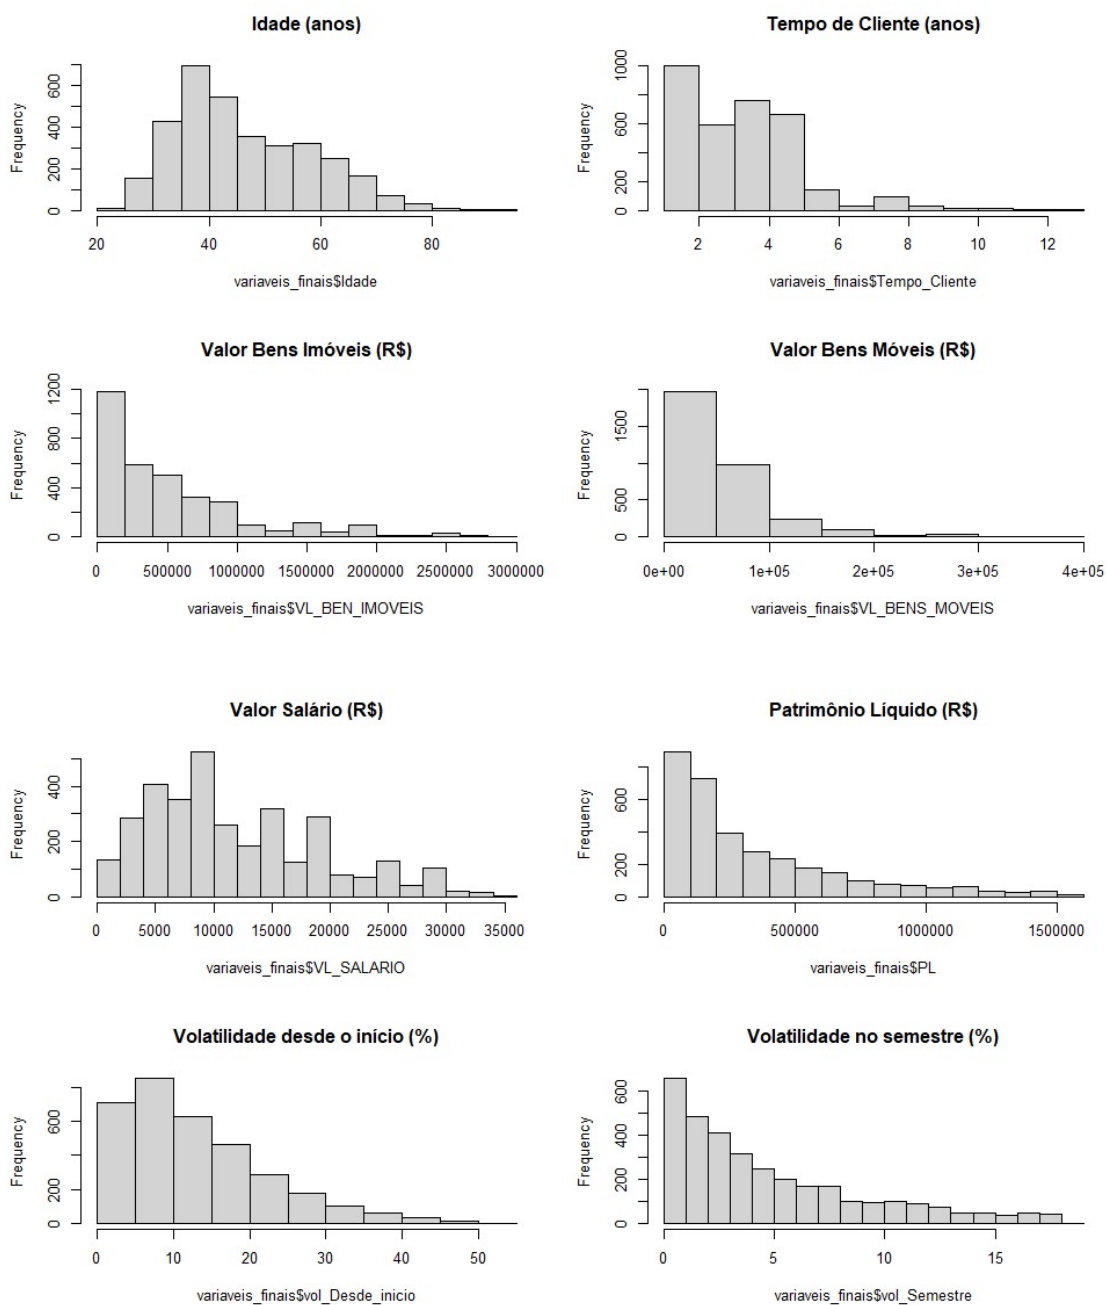 Idade (anos)
Frequency
0 200 400 600
20 40 60 80
variaveis_finais$Idade
Tempo de Cliente (anos)
Frequency
0 200 600 1000
2 4 6 8 10 12
variaveis_finais$Tempo_Cliente
Valor Bens Imóveis (R$)
Frequency
0 400 800 1200
0 500000 1000000 1500000 2000000 2500000 3000000
variaveis_finais$VL_BEN_IMOVEIS
Valor Bens Móveis (R$)
Frequency
0 500 1500
0e+00 1e+05 2e+05 3e+05 4e+05
variaveis_finais$VL_BENS_MOVEIS
Valor Salário (R$)
Frequency
0 200 400
0 5000 10000 15000 20000 25000 30000 35000
variaveis_finais$VL_SALARIO
Patrimônio Líquido (R$)
Frequency
0 200 600
0 500000 1000000 1500000
variaveis_finais$PL
Volatilidade desde o início (%)
Frequency
0 200 600
0 10 20 30 40 50
variaveis_finais$vol_Desde_inicio
Volatilidade no semestre (%)
Frequency
0 200 400 600
0 5 10 15
variaveis_finais$vol_Semestre